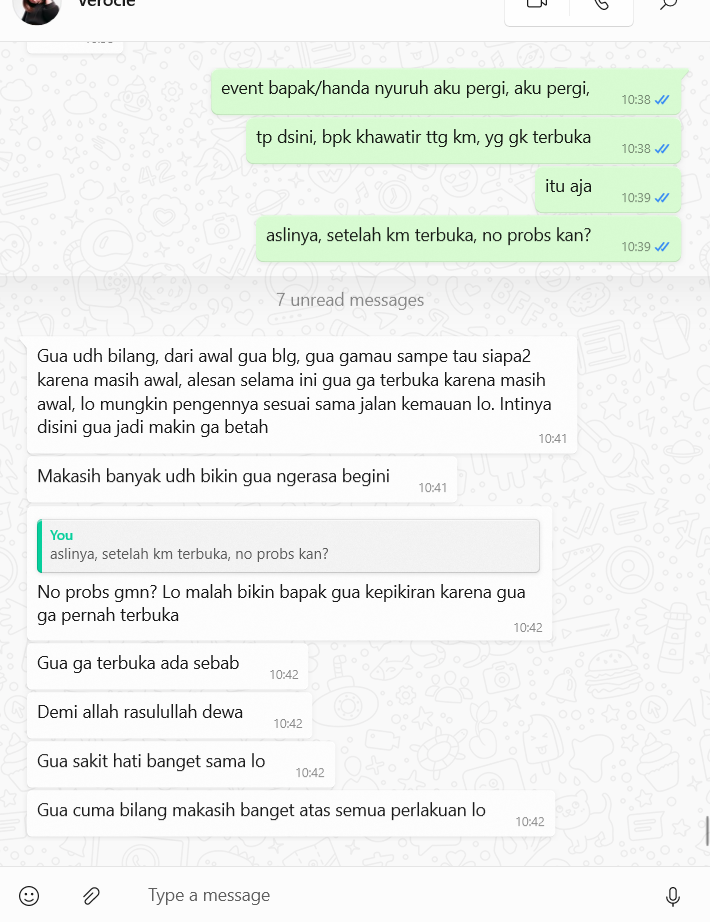 verocie
event bapak/handa nyuruh aku pergi, aku pergi,
10:38
tp dsini, bpk khawatir ttg km, yg gk terbuka
10:38
itu aja
10:39
aslinya, setelah km terbuka, no probs kan?
10:39
7 unread messages
Gua udh bilang, dari awal gua blg, gua gamau sampe tau siapa2
karena masih awal, alesan selama ini gua ga terbuka karena masih
awal, lo mungkin pengennya sesuai sama jalan kemauan lo. Intinya
disini gua jadi makin ga betah
10:41
Makasih banyak udh bikin gua ngerasa begini
10:41
You
aslinya, setelah km terbuka, no probs kan?
No probs gmn? Lo malah bikin bapak gua kepikiran karena gua
ga pernah terbuka
10:42
Gua ga terbuka ada sebab
10:42
Demi allah rasulullah dewa
10:42
Gua sakit hati banget sama lo
10:42
Gua cuma bilang makasih banget atas semua perlakuan lo
10:42
Type a message